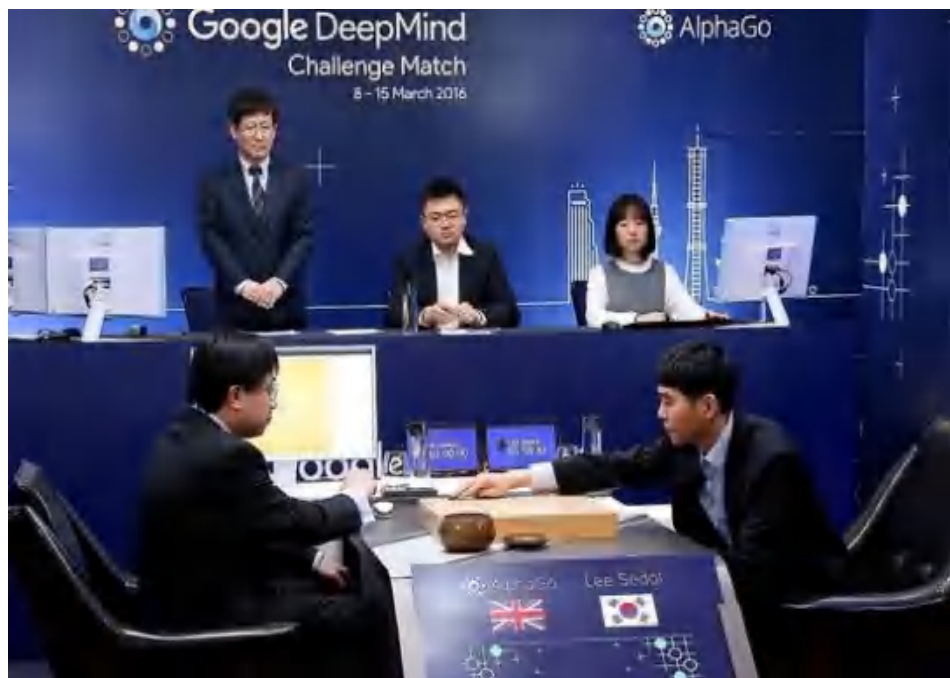 Google DeepMind
Challenge Match
8 – 15 March 2016
AlphaGo
AlphaGo
Lee Sedol